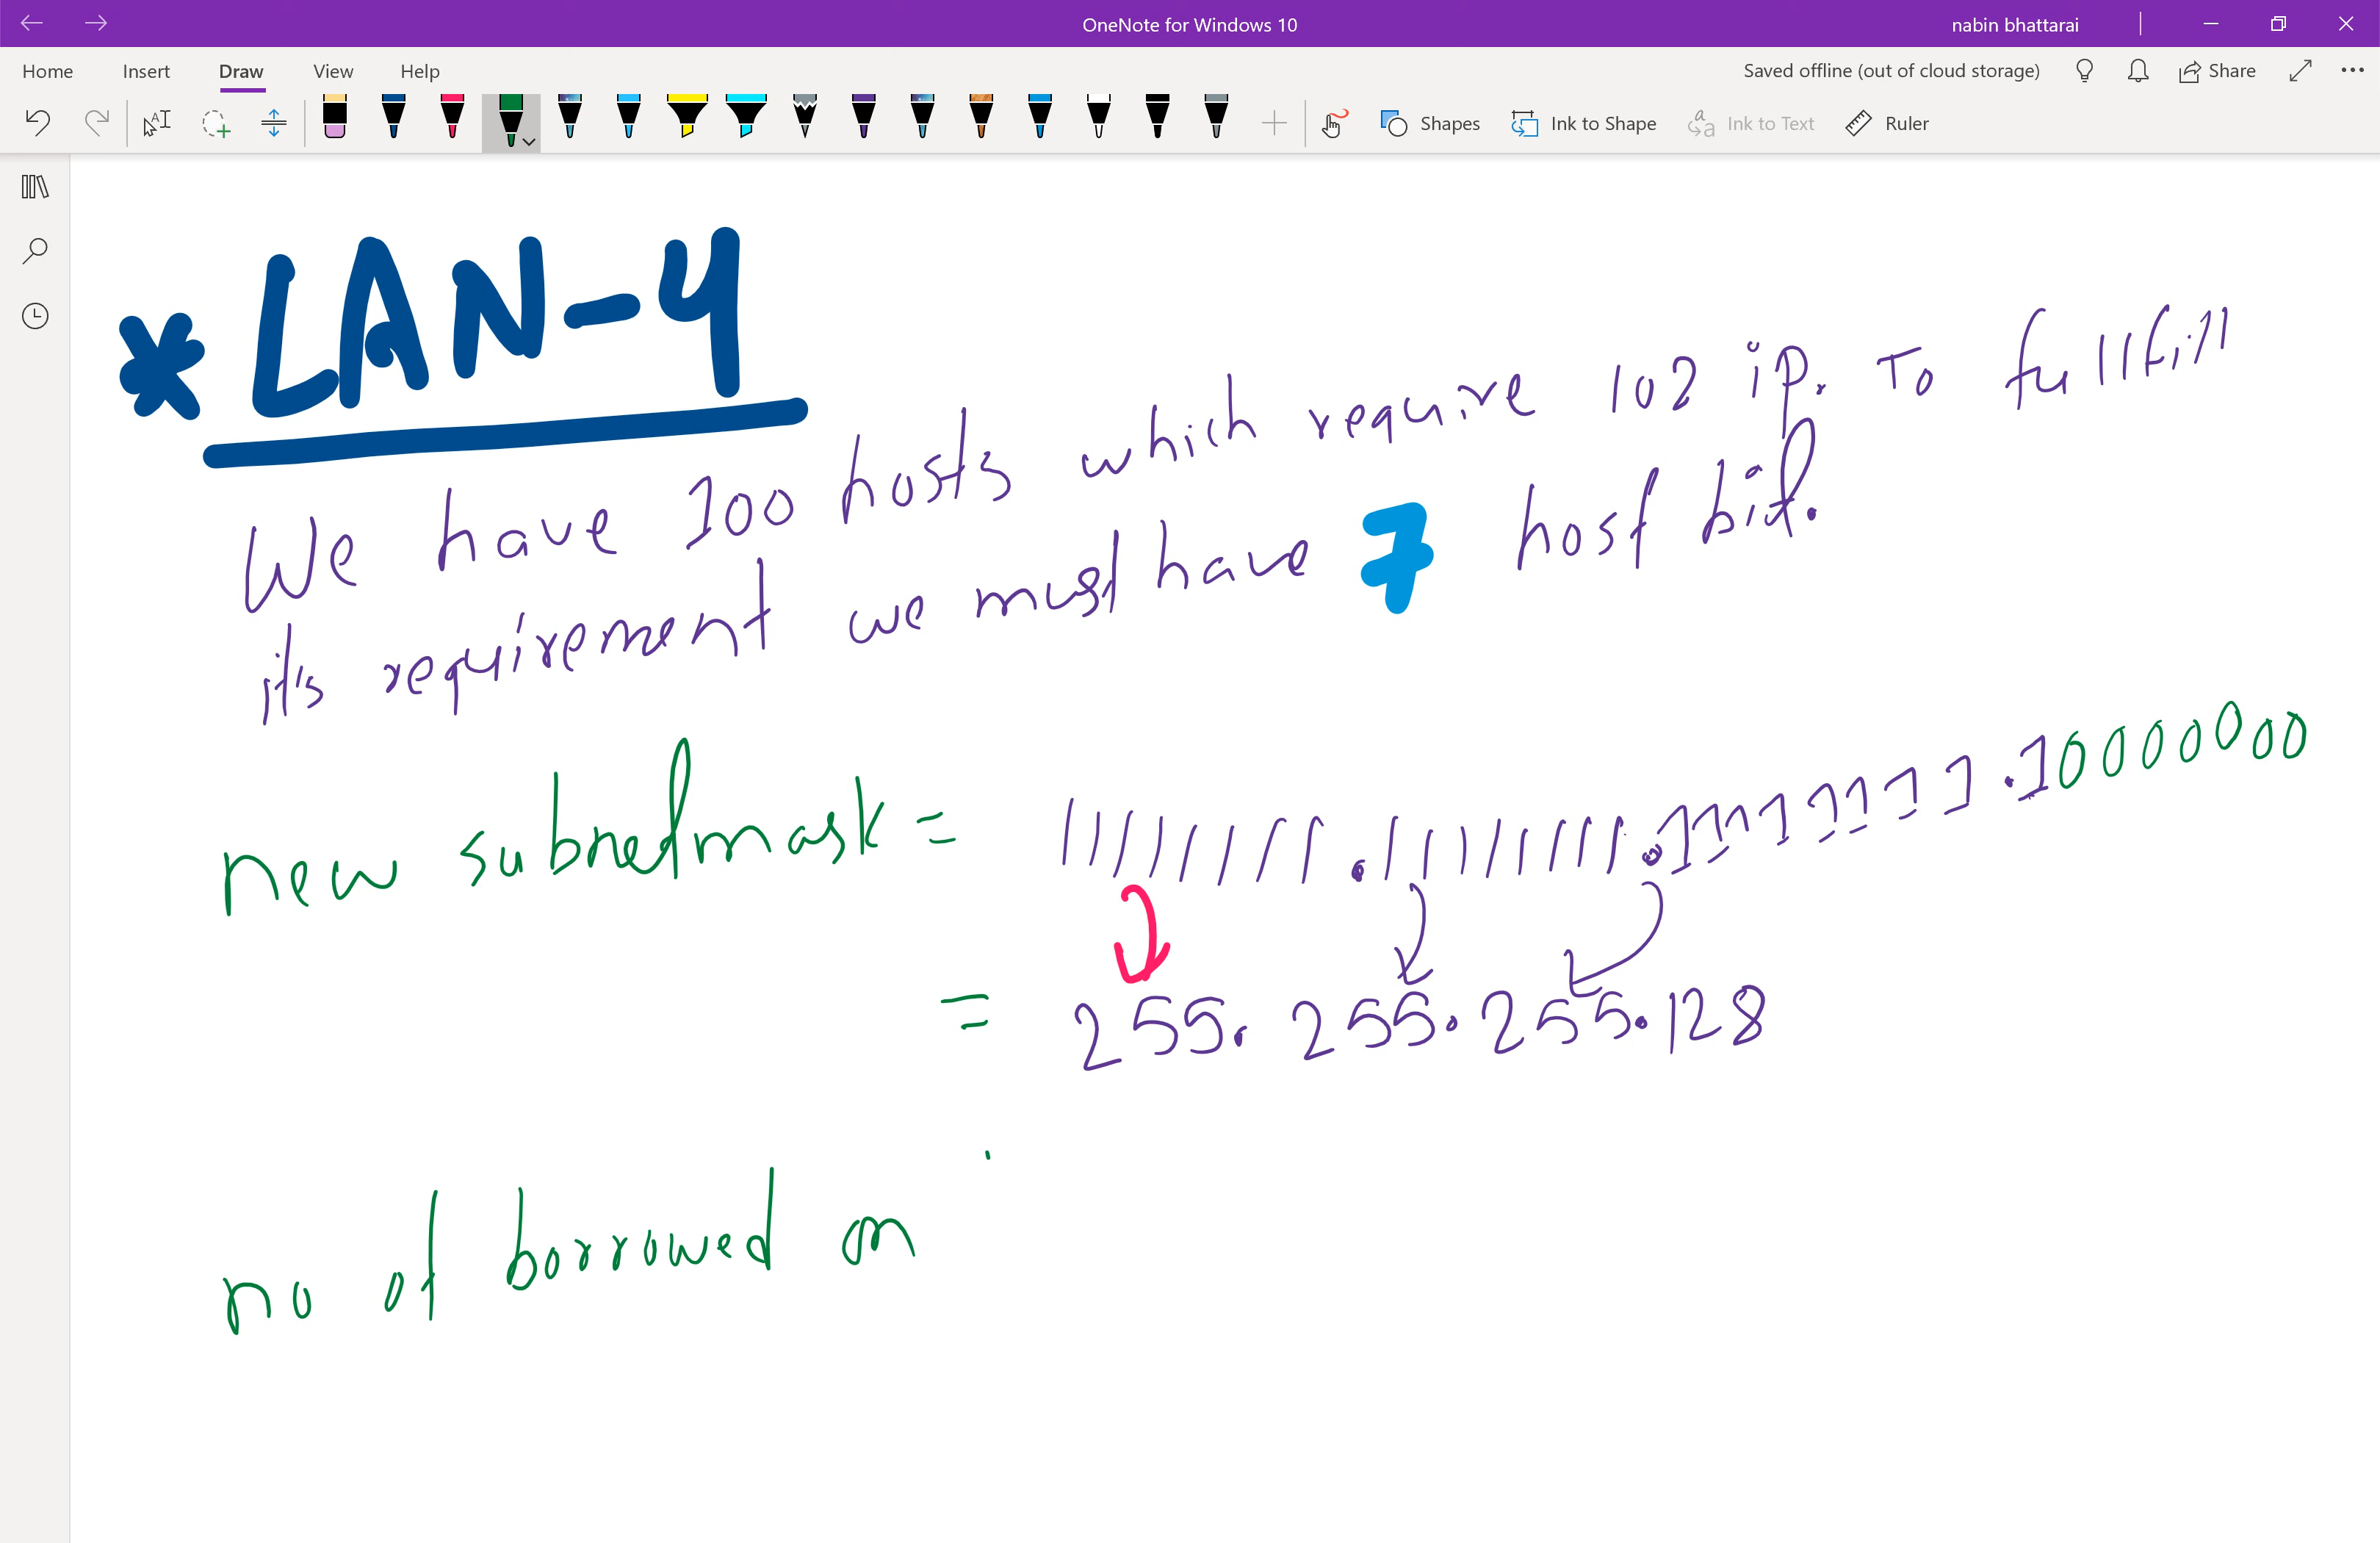 OneNote for Windows 10
nabin bhattarai
Home Insert Draw View Help
Saved offline (out of cloud storage)
Share
Shapes
Ink to Shape
Ink to Text
Ruler
* LAN-4
We have 100 hosts which require 102 ip. To fullfill
it's requirement we must have 7 host bit.
new subnetmask = 11111111.11111111.11111111.10000000
= 255.255.255.128
no of borrowed